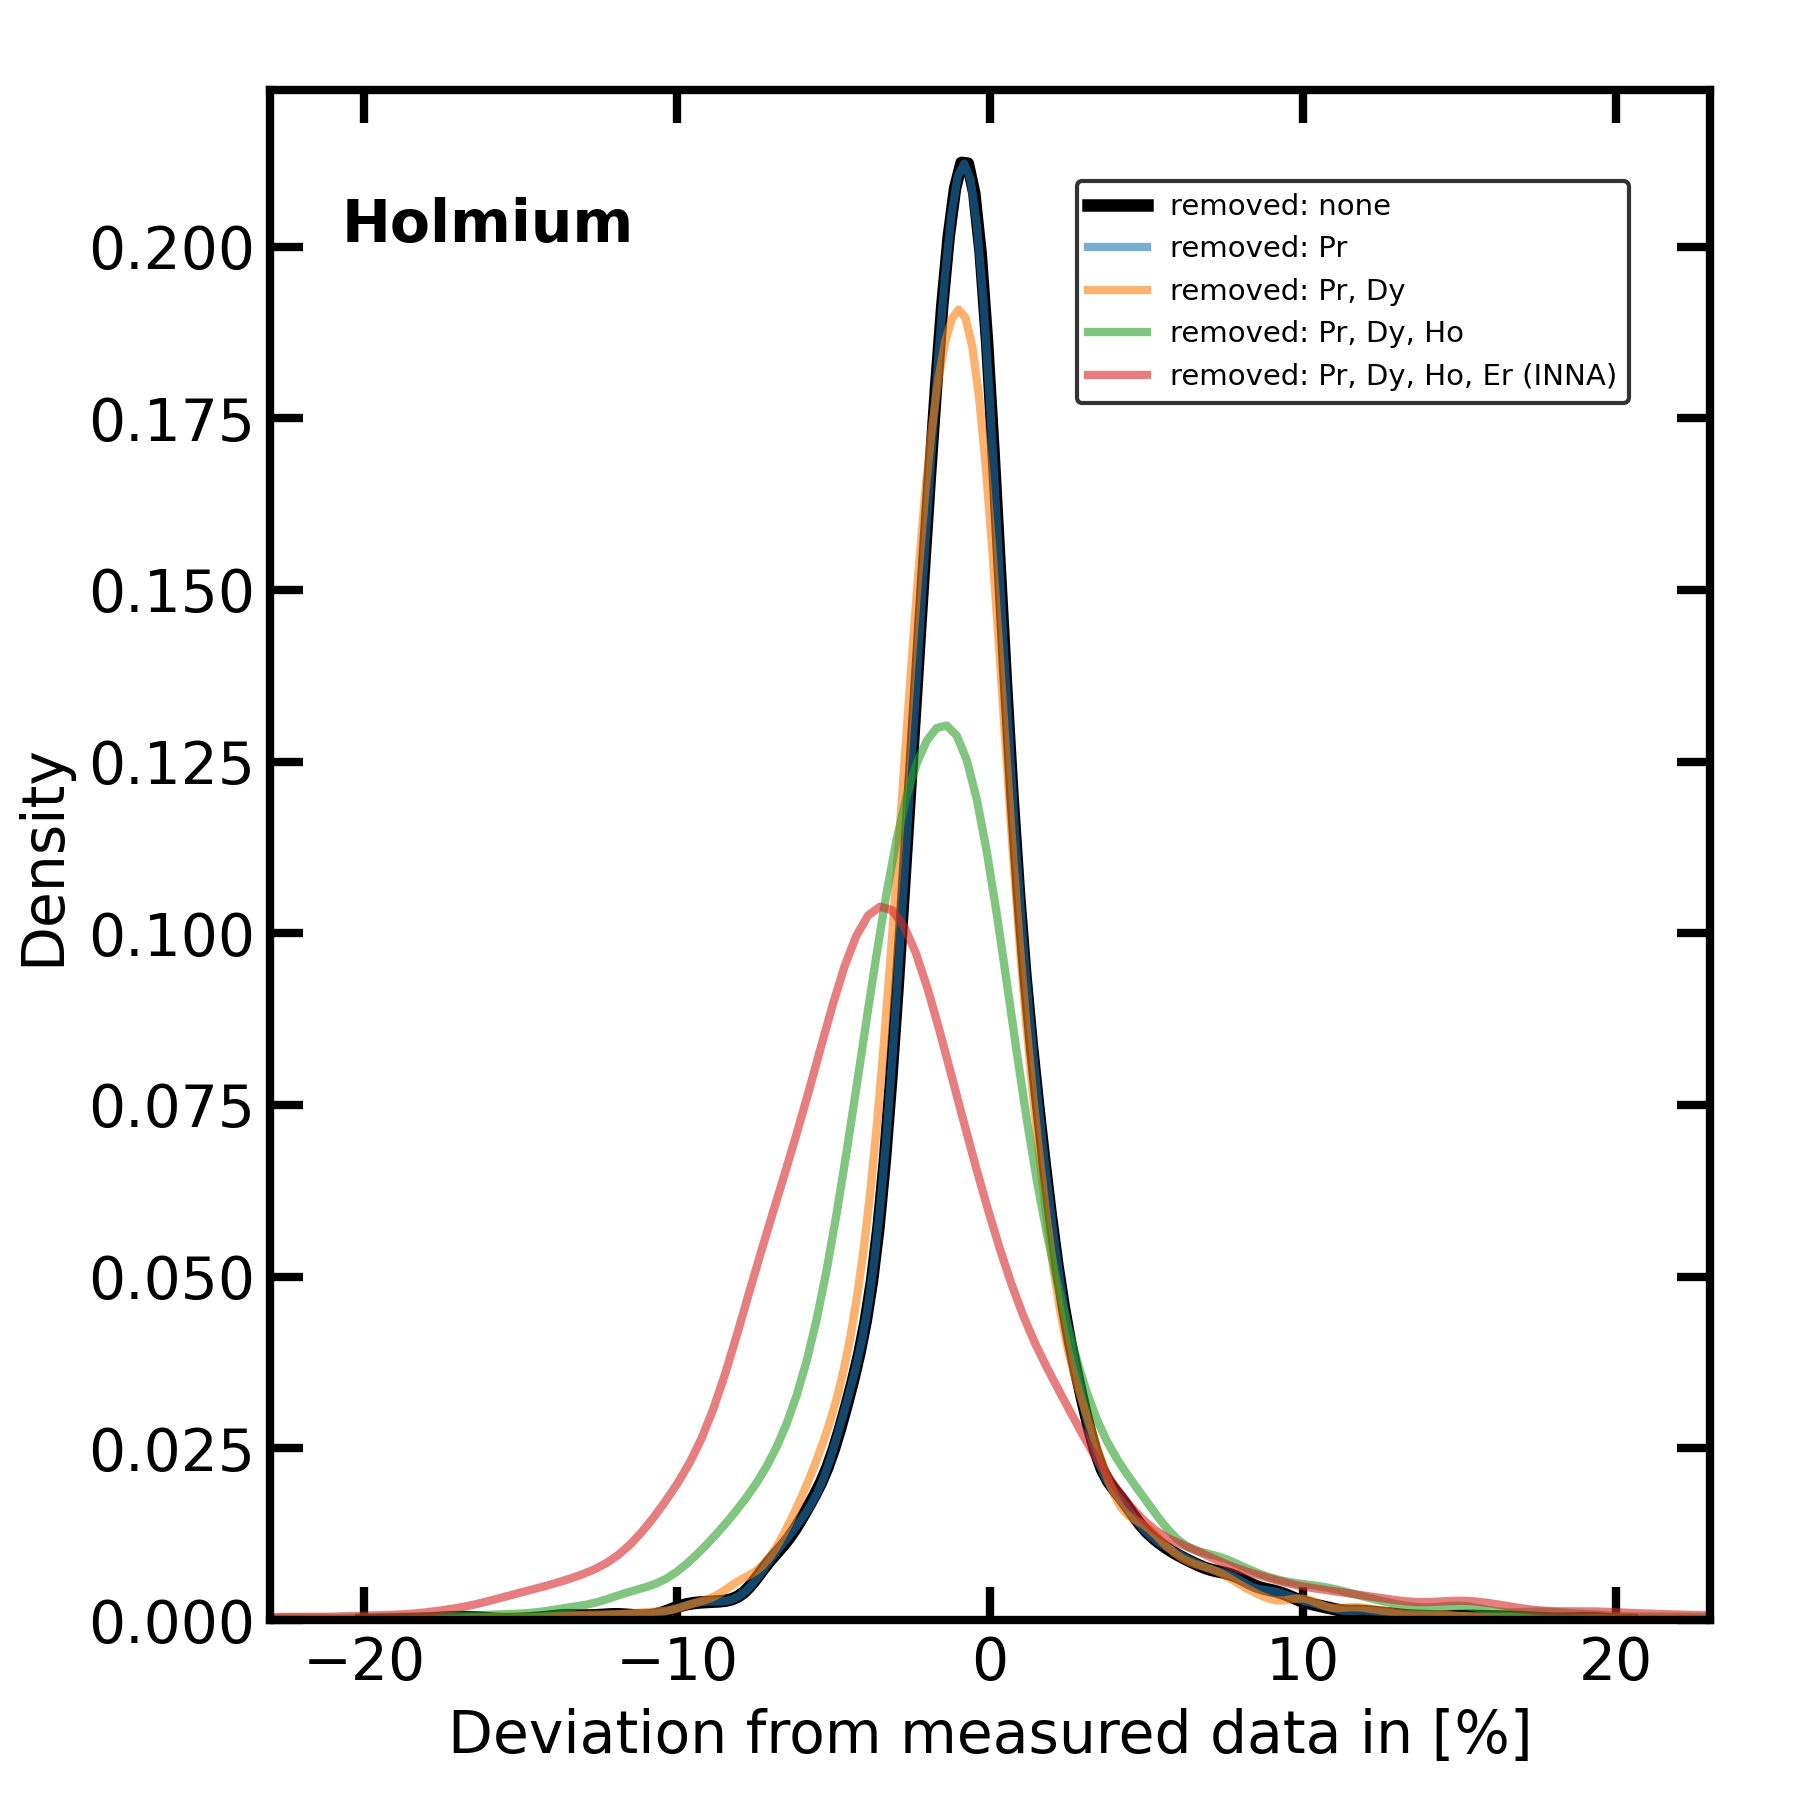 Holmium
removed: none
removed: Pr
removed: Pr, Dy
removed: Pr, Dy, Ho
removed: Pr, Dy, Ho, Er (INNA)
Density
0.200
0.175
0.150
0.125
0.100
0.075
0.050
0.025
0.000
−20 −10 0 10 20
Deviation from measured data in [%]